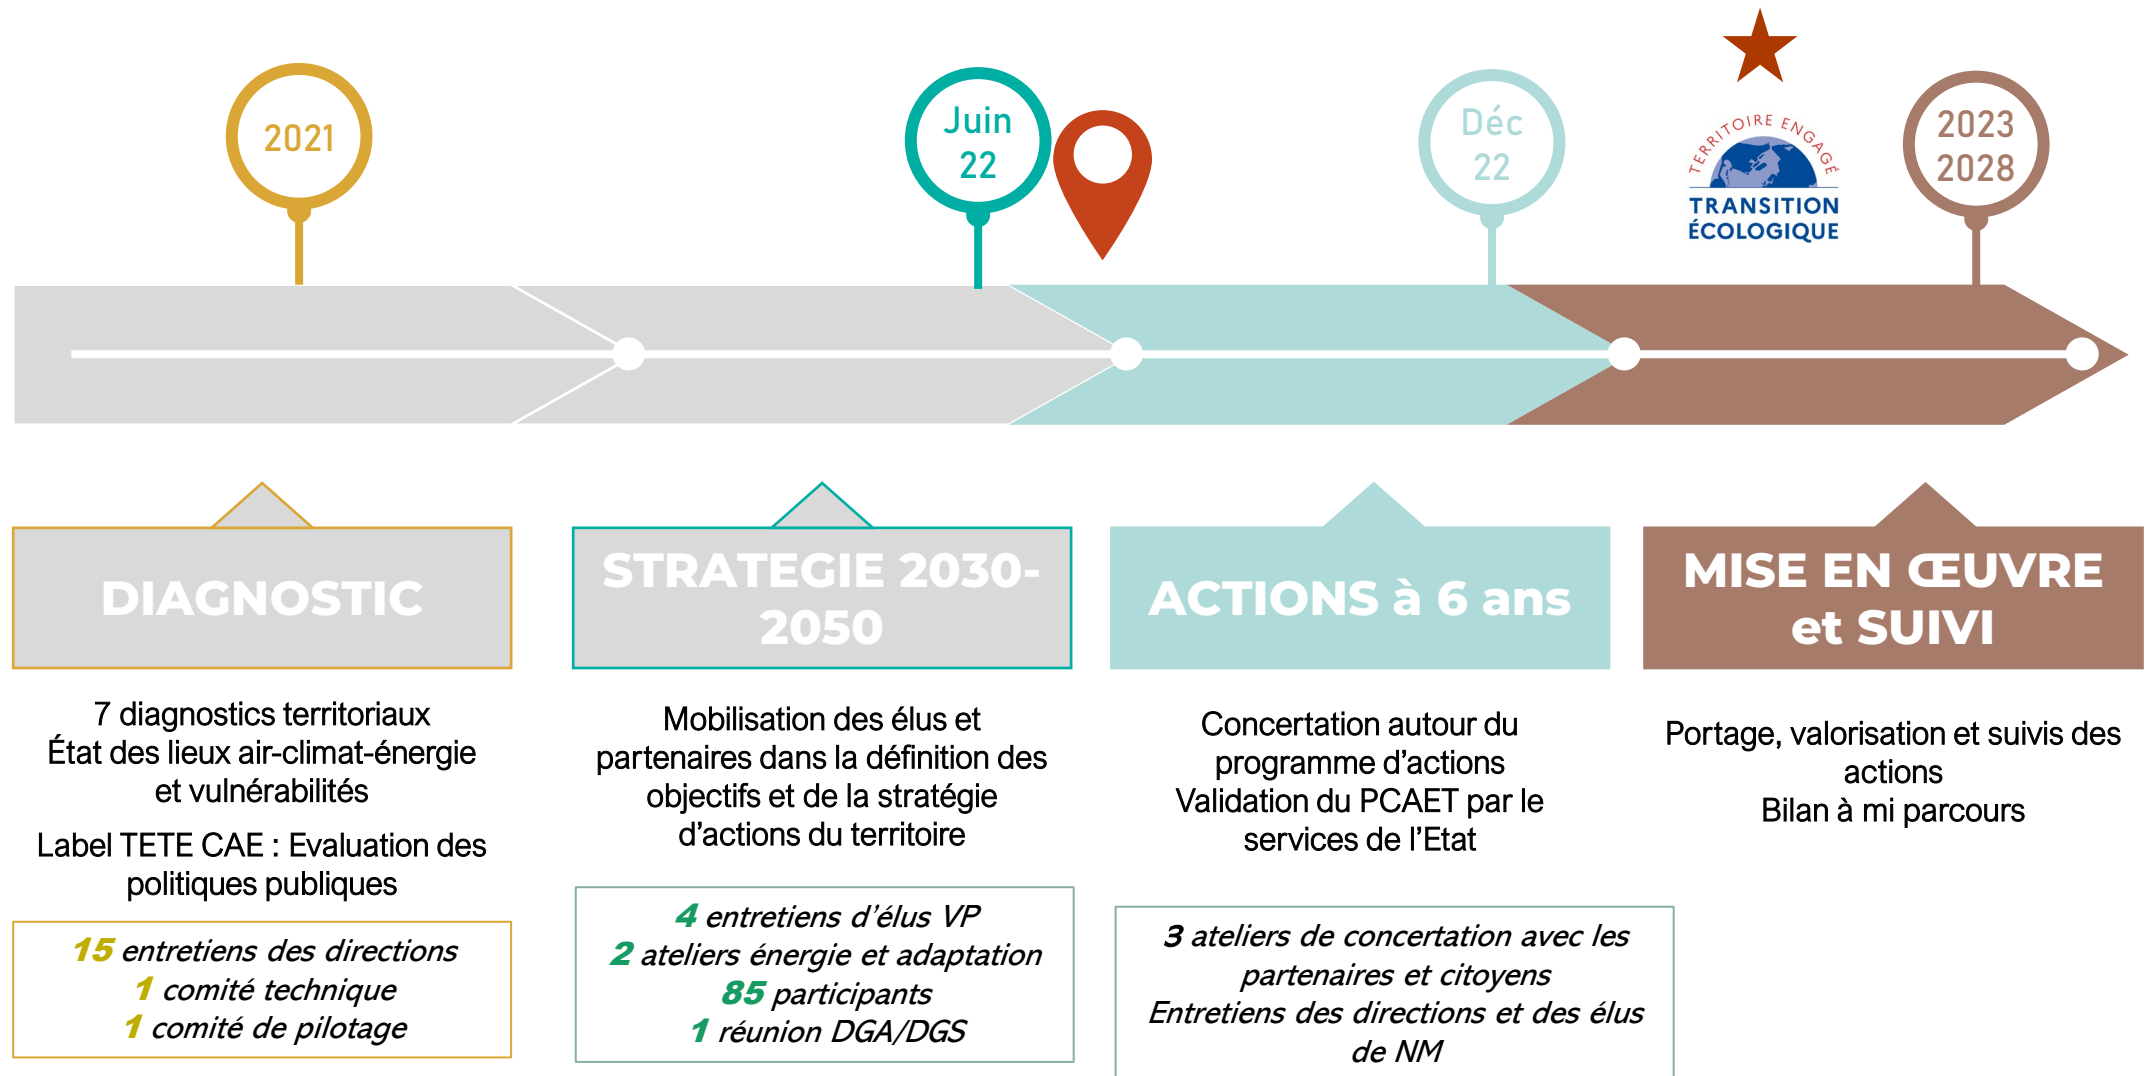 2021
Juin
22
Déc
22
TERRITOIRE ENGAGÉ
TRANSITION
ÉCOLOGIQUE
2023
2028
DIAGNOSTIC
7 diagnostics territoriaux
État des lieux air-climat-énergie
et vulnérabilités
Label TETE CAE : Evaluation des
politiques publiques
15 entretiens des directions
1 comité technique
1 comité de pilotage
STRATEGIE 2030-
2050
Mobilisation des élus et
partenaires dans la définition des
objectifs et de la stratégie
d’actions du territoire
4 entretiens d’élus VP
2 ateliers énergie et adaptation
85 participants
1 réunion DGA/DGS
ACTIONS à 6 ans
Concertation autour du
programme d’actions
Validation du PCAET par le
services de l’Etat
3 ateliers de concertation avec les
partenaires et citoyens
Entretiens des directions et des élus
de NM
MISE EN ŒUVRE
et SUIVI
Portage, valorisation et suivis des
actions
Bilan à mi parcours